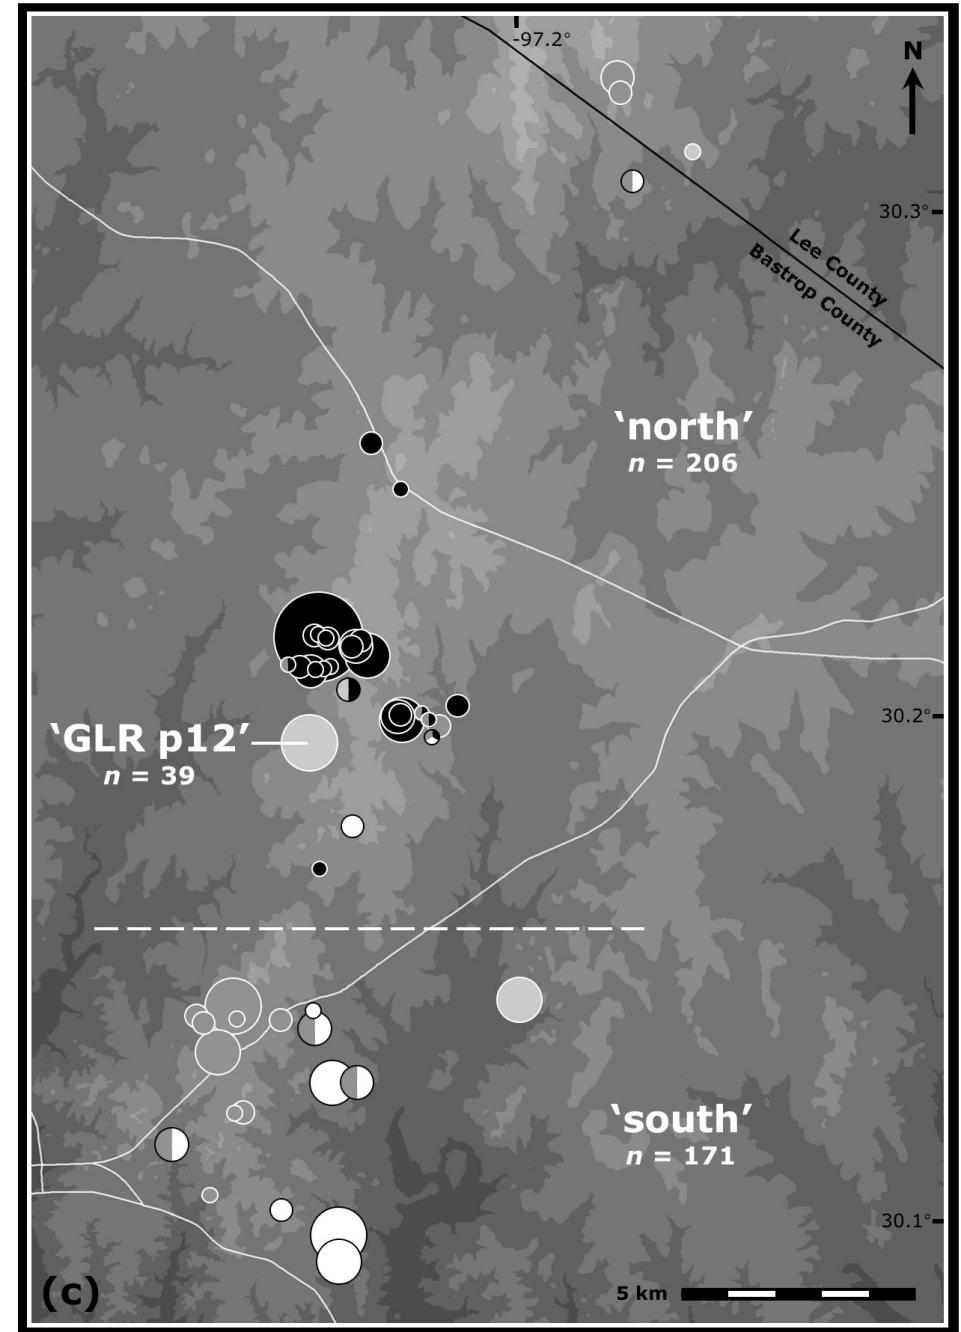 -97.2°
N
30.3°
Lee County
Bastrop County
‘north’
n = 206
30.2°
‘GLR p12’
n = 39
‘south’
n = 171
30.1°
(c)
5 km